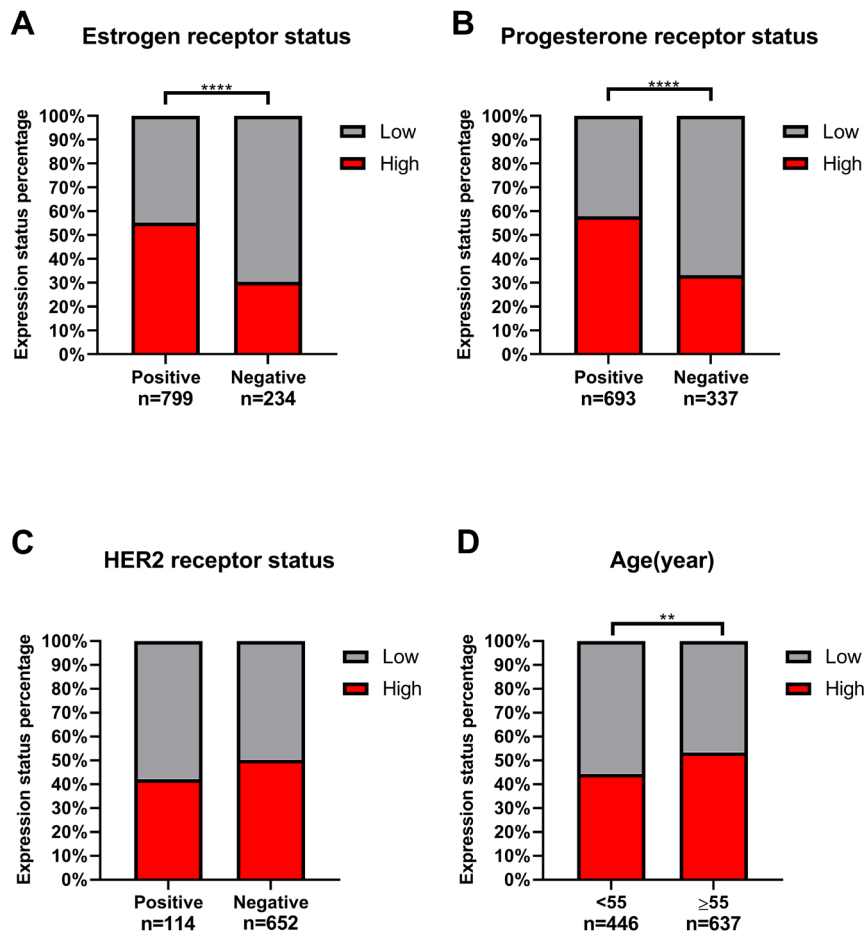 A
Estrogen receptor status
****
Expression status percentage
100%
90%
80%
70%
60%
50%
40%
30%
20%
10%
0%
Low
High
Positive
n=799
Negative
n=234
B
Progesterone receptor status
****
Expression status percentage
100%
90%
80%
70%
60%
50%
40%
30%
20%
10%
0%
Low
High
Positive
n=693
Negative
n=337
C
HER2 receptor status
Expression status percentage
100%
90%
80%
70%
60%
50%
40%
30%
20%
10%
0%
Low
High
Positive
n=114
Negative
n=652
D
Age(year)
**
Expression status percentage
100%
90%
80%
70%
60%
50%
40%
30%
20%
10%
0%
Low
High
<55
n=446
≥55
n=637